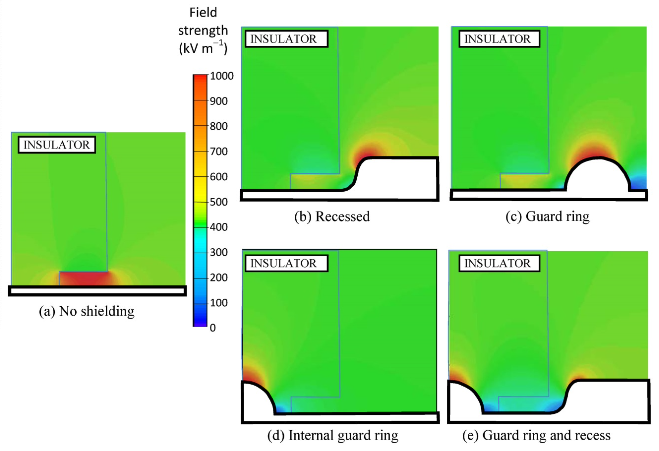 Field
strength
(kV m⁻¹)
1000
900
800
700
600
500
400
300
200
100
0
INSULATOR
(a) No shielding
INSULATOR
(b) Recessed
INSULATOR
(c) Guard ring
INSULATOR
(d) Internal guard ring
INSULATOR
(e) Guard ring and recess